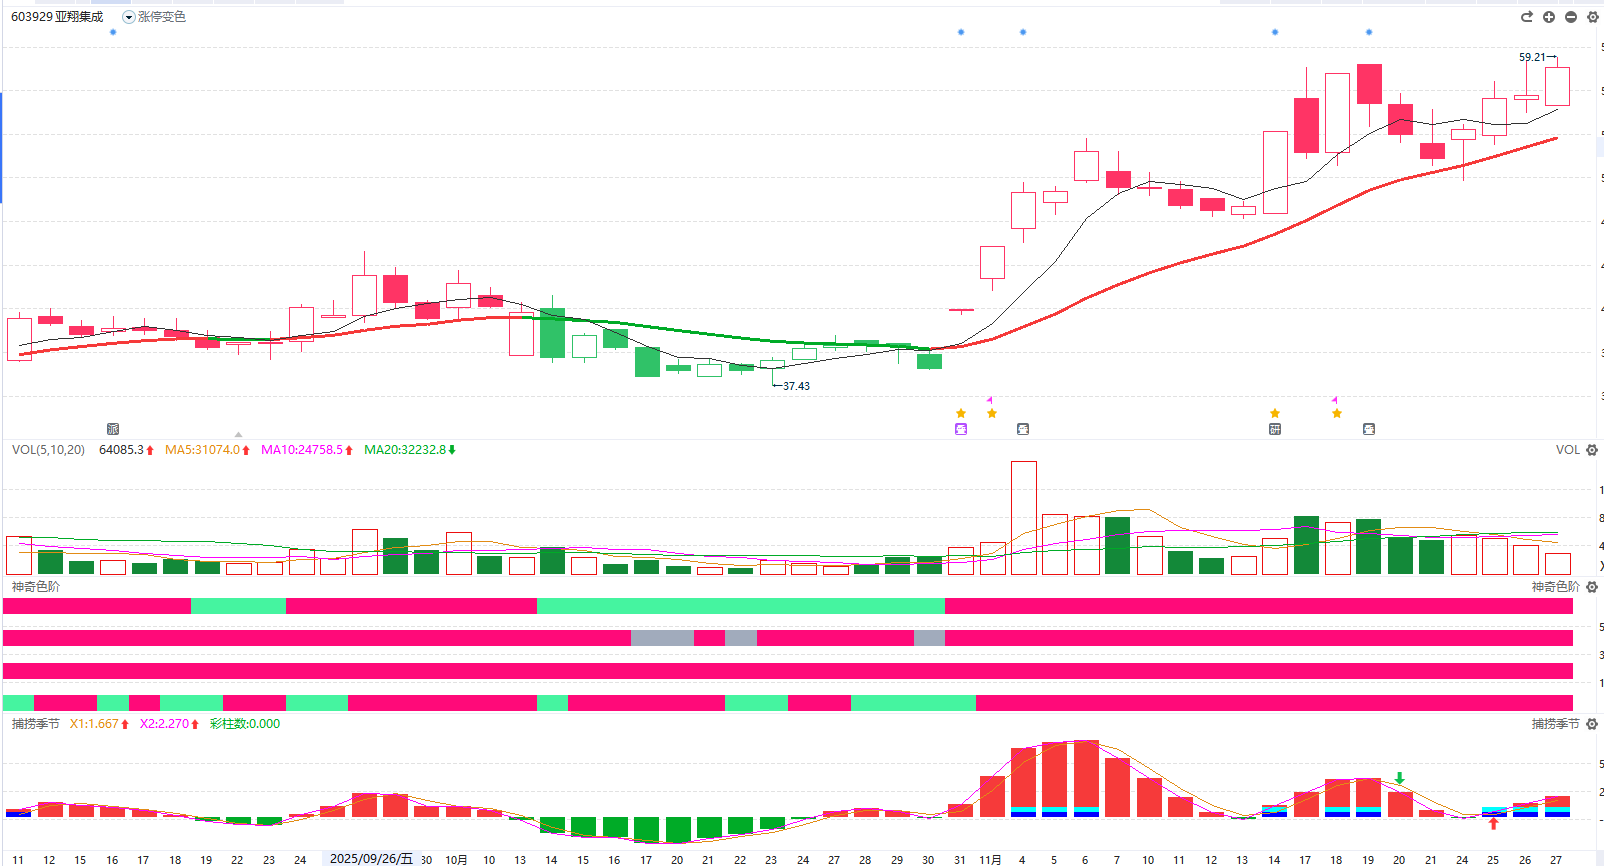 603929 亚翔集成 涨停变色
59.21
37.43
派
研
VOL(5,10,20) 64085.3 MA5:31074.0 MA10:24758.5 MA20:32232.8 VOL
神奇色阶 神奇色阶
捕捞季节 X1:1.667 X2:2.270 彩柱数:0.000 捕捞季节
11 12 15 16 17 18 19 22 23 24 2025/09/26/五 30 10月 10 13 14 15 16 17 20 21 22 23 24 27 28 29 30 31 11月 4 5 6 7 10 11 12 13 14 17 18 19 20 21 24 25 26 27